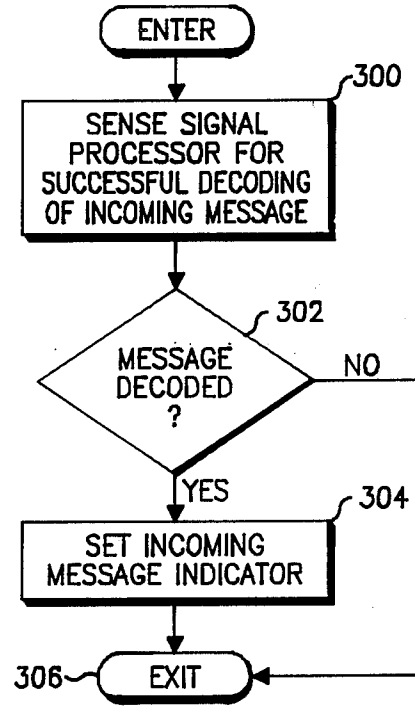 ENTER
300
SENSE SIGNAL
PROCESSOR FOR
SUCCESSFUL DECODING
OF INCOMING MESSAGE
302
MESSAGE
DECODED
?
NO
YES
304
SET INCOMING
MESSAGE INDICATOR
306
EXIT